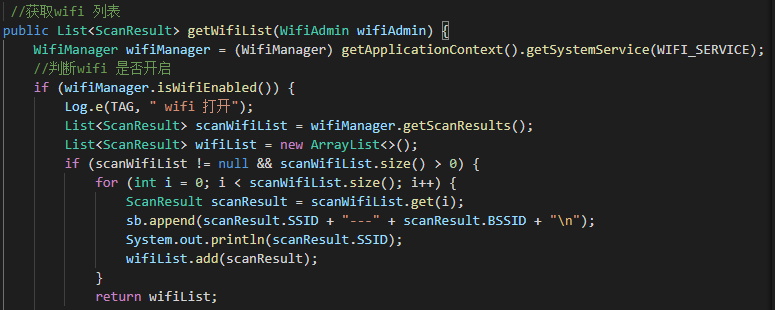 //获取wifi 列表
public List<ScanResult> getWifiList(WifiAdmin wifiAdmin) {
WifiManager wifiManager = (WifiManager) getApplicationContext().getSystemService(WIFI_SERVICE);
//判断wifi 是否开启
if (wifiManager.isWifiEnabled()) {
Log.e(TAG, " wifi 打开");
List<ScanResult> scanWifiList = wifiManager.getScanResults();
List<ScanResult> wifiList = new ArrayList<>();
if (scanWifiList != null && scanWifiList.size() > 0) {
for (int i = 0; i < scanWifiList.size(); i++) {
ScanResult scanResult = scanWifiList.get(i);
sb.append(scanResult.SSID + "---" + scanResult.BSSID + "\n");
System.out.println(scanResult.SSID);
wifiList.add(scanResult);
}
return wifiList;